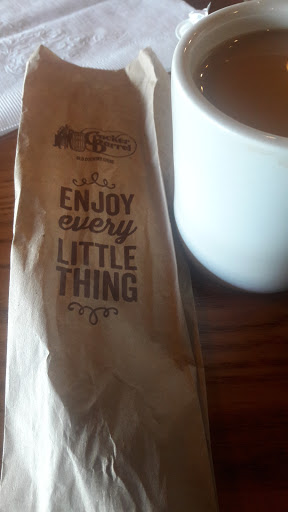 Cracker
Barrel
ENJOY
every
LITTLE
THING